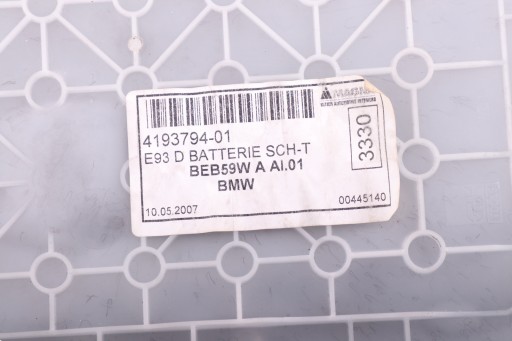 MAGNA
4193794-01
E93 D BATTERIE SCH-T
BEB59W A AI.01
BMW
3330
10.05.2007
00445140